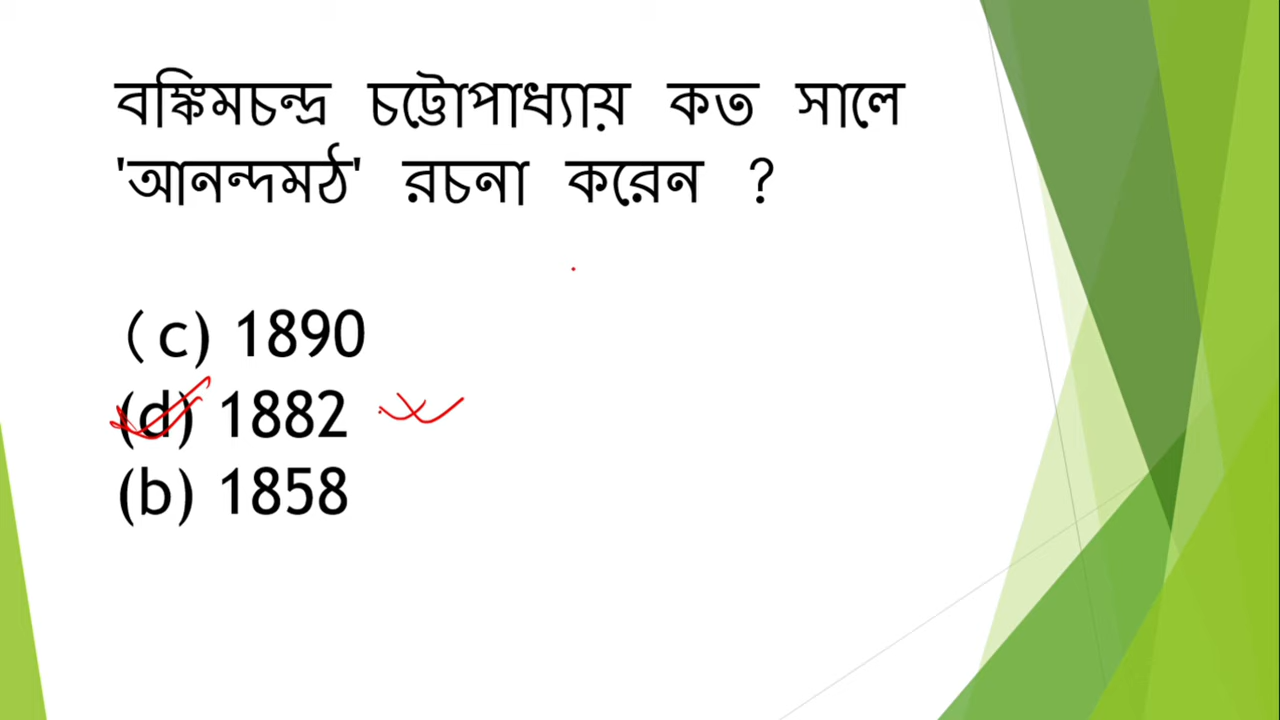 বঙ্কিমচন্দ্র চট্টোপাধ্যায় কত সালে
'আনন্দমঠ' রচনা করেন ?
( c) 1890
(d) 1882
(b) 1858